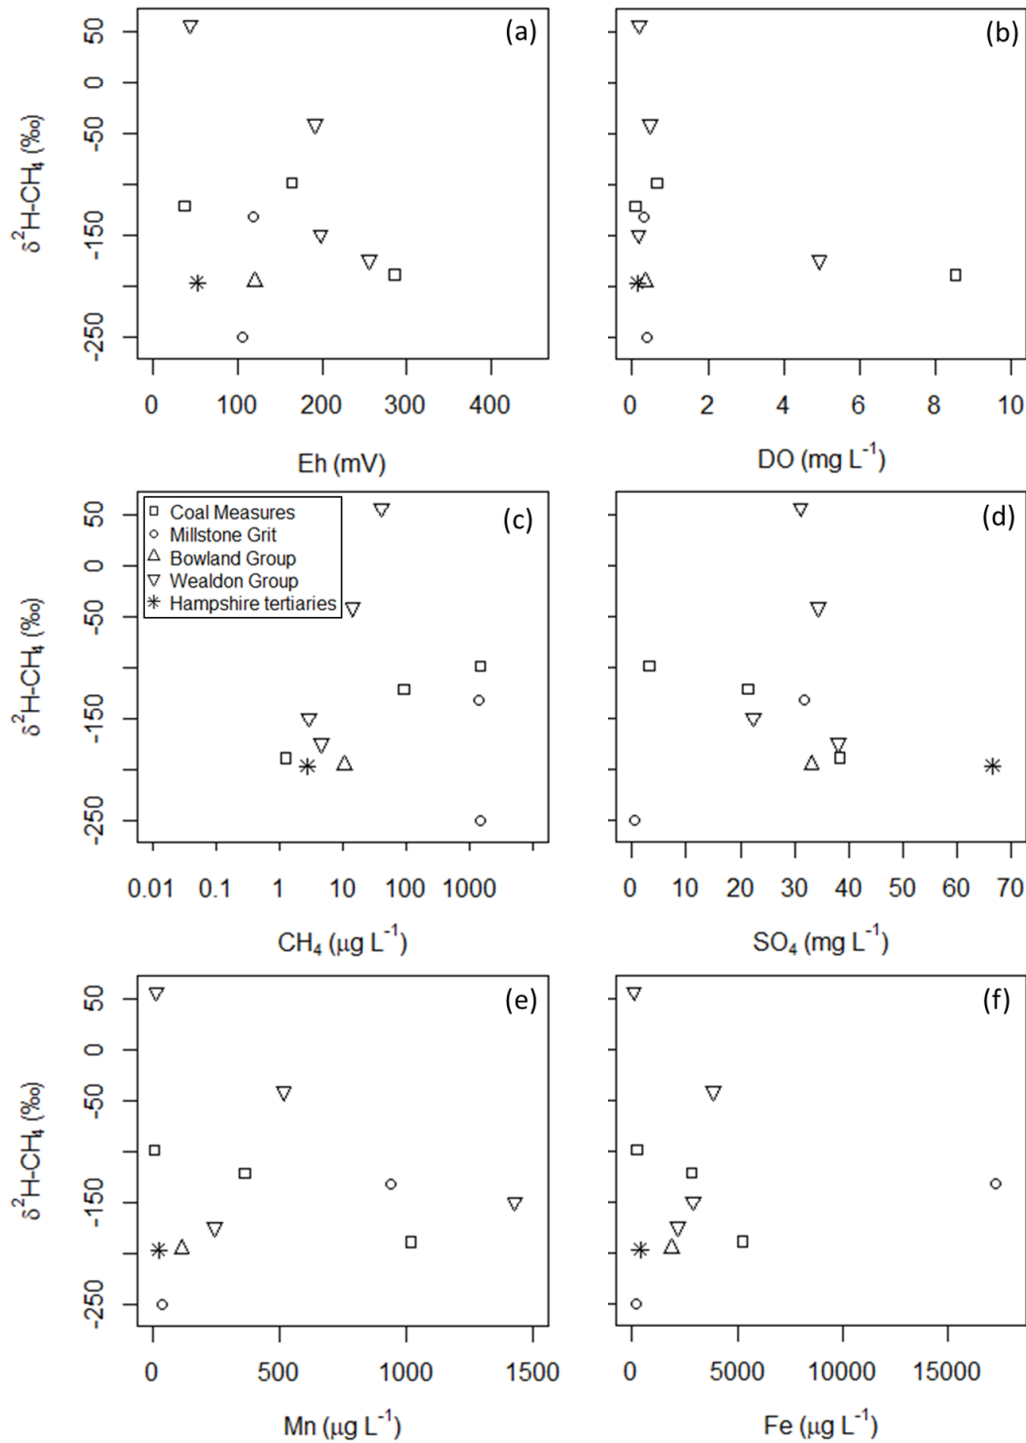 (a)
50
0
-50
-150
-250
δ²H-CH₄ (‰)
0 100 200 300 400
Eh (mV)
(b)
0 2 4 6 8 10
DO (mg L⁻¹)
(c)
50
0
-50
-150
-250
δ²H-CH₄ (‰)
Coal Measures
Millstone Grit
Bowland Group
Wealdon Group
Hampshire tertiaries
0.01 0.1 1 10 100 1000
CH₄ (μg L⁻¹)
(d)
0 10 20 30 40 50 60 70
SO₄ (mg L⁻¹)
(e)
50
0
-50
-150
-250
δ²H-CH₄ (‰)
0 500 1000 1500
Mn (μg L⁻¹)
(f)
0 5000 10000 15000
Fe (μg L⁻¹)